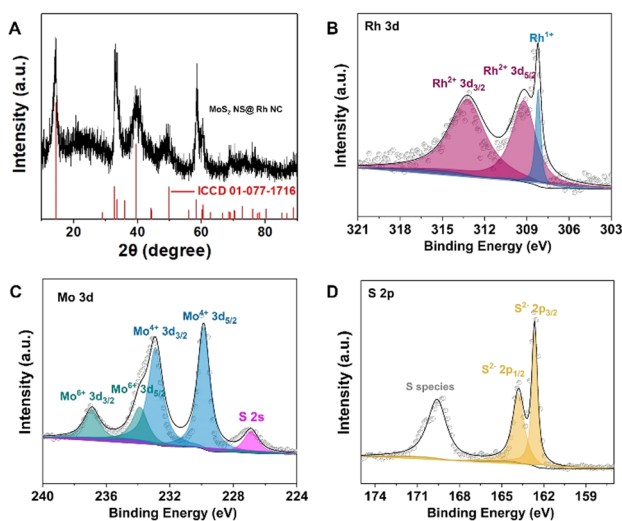 A
Intensity (a.u.)
MoS₂ NS@ Rh NC
ICCD 01-077-1716
20 40 60 80
2θ (degree)
B
Rh 3d
Intensity (a.u.)
Rh²⁺ 3d₃/₂
Rh²⁺ 3d₅/₂
Rh¹⁺
321 318 315 312 309 306 303
Binding Energy (eV)
C
Mo 3d
Intensity (a.u.)
Mo⁶⁺ 3d₃/₂
Mo⁶⁺ 3d₅/₂
Mo⁴⁺ 3d₃/₂
Mo⁴⁺ 3d₅/₂
S 2s
240 236 232 228 224
Binding Energy (eV)
D
S 2p
Intensity (a.u.)
S species
S²⁻ 2p₁/₂
S²⁻ 2p₃/₂
174 171 168 165 162 159
Binding Energy (eV)